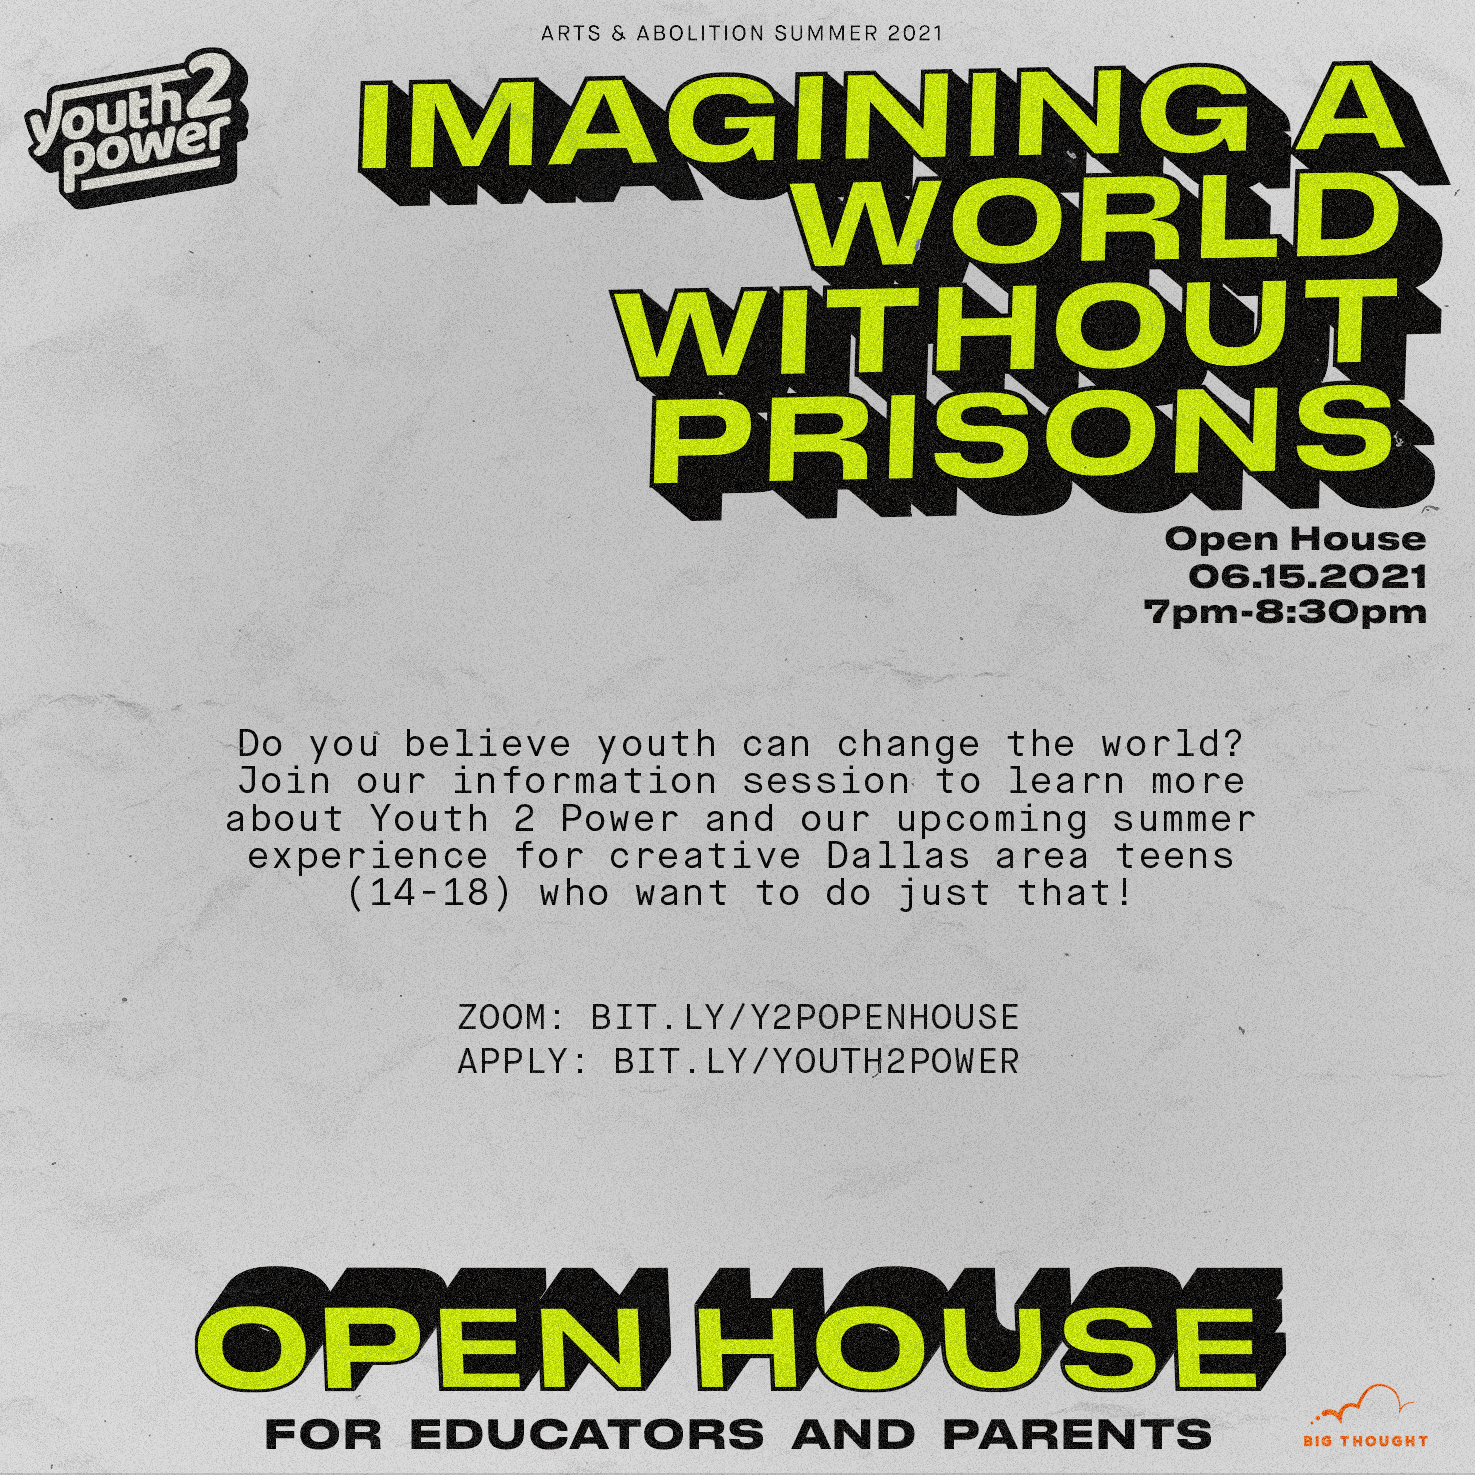 ARTS & ABOLITION SUMMER 2021
youth2
power
IMAGINING A
WORLD
WITHOUT
PRISONS
Open House
06.15.2021
7pm-8:30pm
Do you believe youth can change the world?
Join our information session to learn more
about Youth 2 Power and our upcoming summer
experience for creative Dallas area teens
(14-18) who want to do just that!
ZOOM: BIT.LY/Y2POPENHOUSE
APPLY: BIT.LY/YOUTH2POWER
OPEN HOUSE
FOR EDUCATORS AND PARENTS
BIG THOUGHT